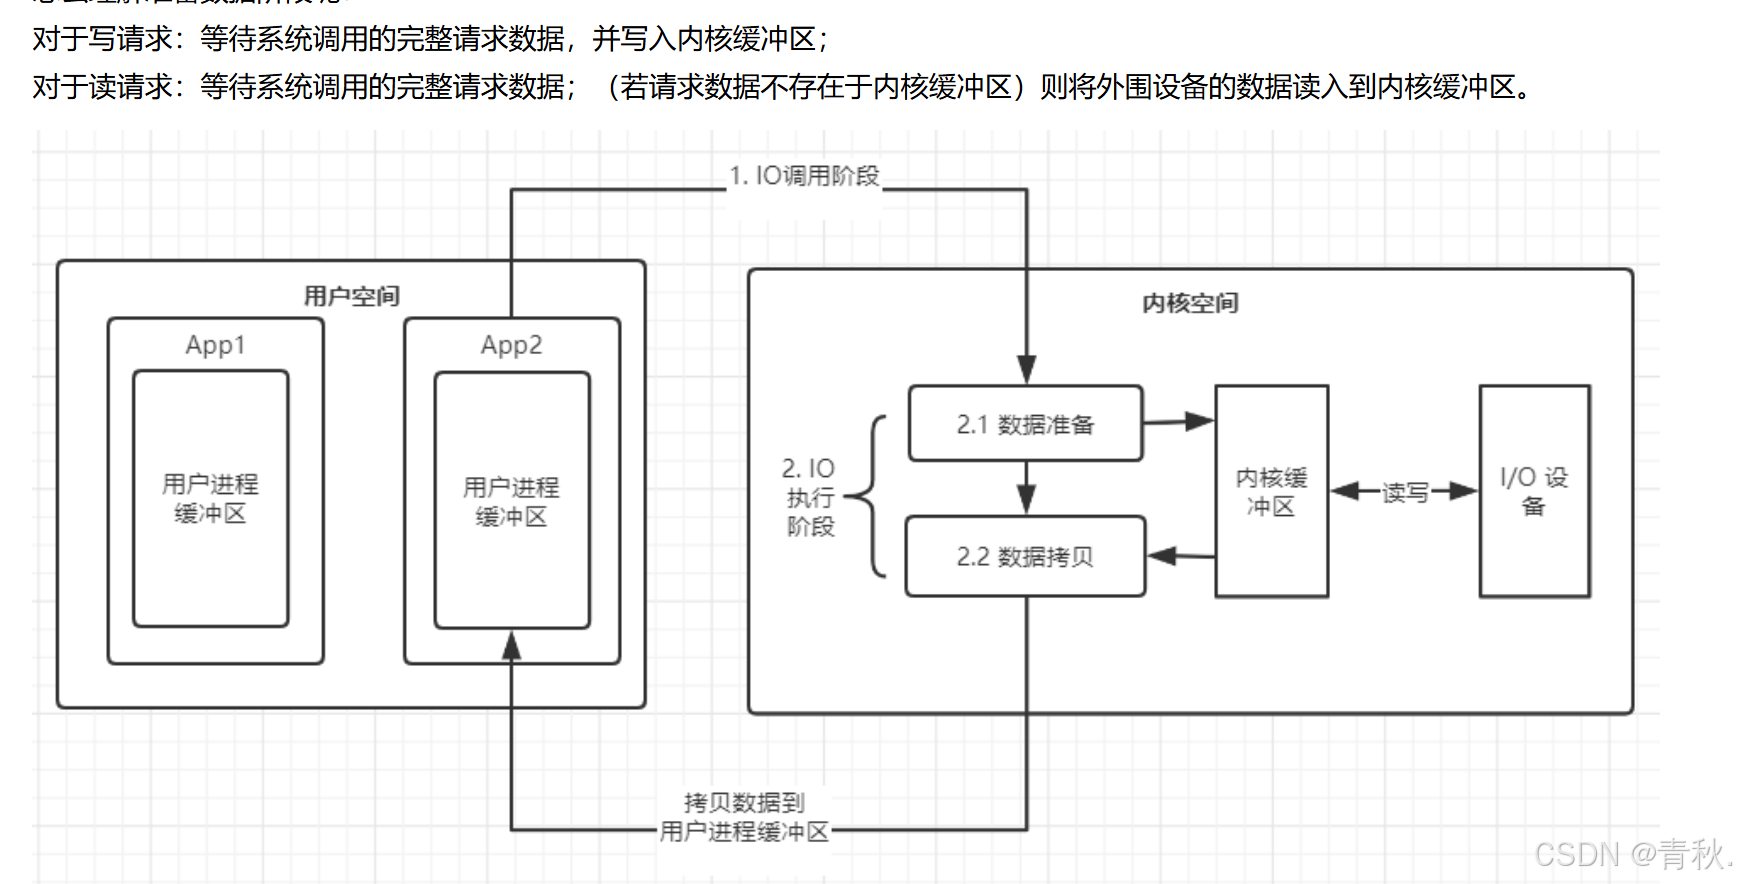 对于写请求：等待系统调用的完整请求数据，并写入内核缓冲区；
对于读请求：等待系统调用的完整请求数据；（若请求数据不存在于内核缓冲区）则将外围设备的数据读入到内核缓冲区。
1. IO调用阶段
用户空间
App1
用户进程
缓冲区
App2
用户进程
缓冲区
内核空间
2. IO
执行
阶段
2.1 数据准备
2.2 数据拷贝
内核缓
冲区
读写
I/O 设
备
拷贝数据到
用户进程缓冲区
CSDN @青秋.